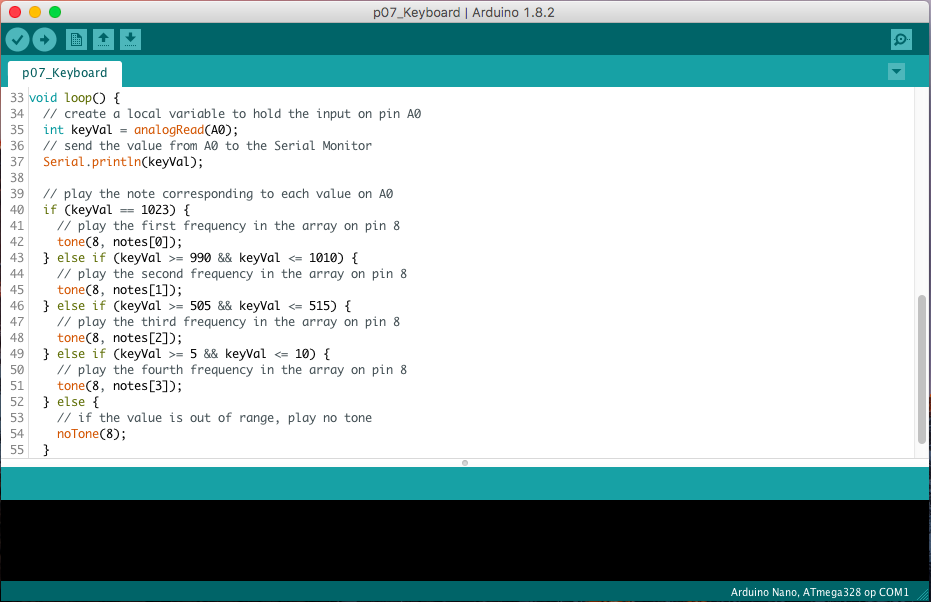 p07_Keyboard | Arduino 1.8.2
p07_Keyboard
33 void loop() {
34   // create a local variable to hold the input on pin A0
35   int keyVal = analogRead(A0);
36   // send the value from A0 to the Serial Monitor
37   Serial.println(keyVal);
38
39   // play the note corresponding to each value on A0
40   if (keyVal == 1023) {
41     // play the first frequency in the array on pin 8
42     tone(8, notes[0]);
43   } else if (keyVal >= 990 && keyVal <= 1010) {
44     // play the second frequency in the array on pin 8
45     tone(8, notes[1]);
46   } else if (keyVal >= 505 && keyVal <= 515) {
47     // play the third frequency in the array on pin 8
48     tone(8, notes[2]);
49   } else if (keyVal >= 5 && keyVal <= 10) {
50     // play the fourth frequency in the array on pin 8
51     tone(8, notes[3]);
52   } else {
53     // if the value is out of range, play no tone
54     noTone(8);
55   }
Arduino Nano, ATmega328 op COM1